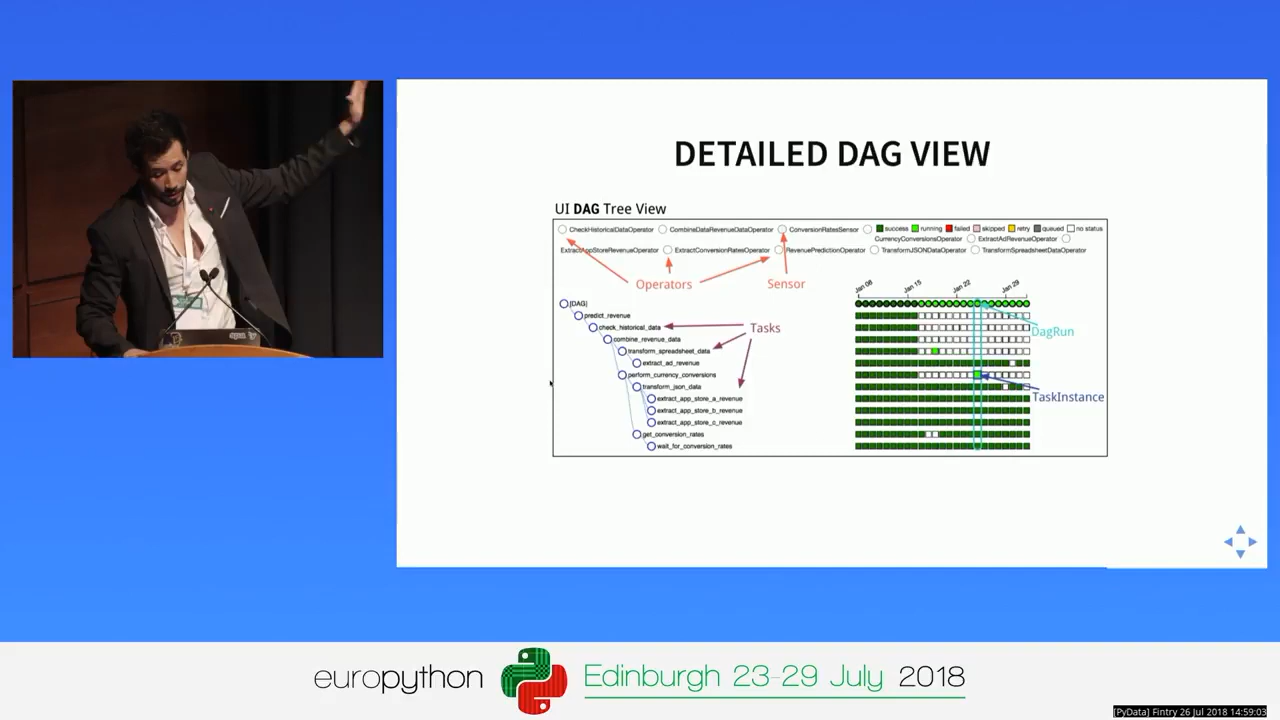 DETAILED DAG VIEW
UI DAG Tree View
CheckHistoricalDataOperator CombineDataRevenueDataOperator ConversionRatesSensor success running failed skipped retry queued no status
CurrencyConversionsOperator ExtractAdRevenueOperator
ExtractAppStoreRevenueOperator ExtractConversionRatesOperator RevenuePredictionOperator TransformJSONDataOperator TransformSpreadsheetDataOperator
Operators Sensor
Jan 08 Jan 15 Jan 22 Jan 29
[DAG]
predict_revenue
check_historical_data
Tasks
DagRun
combine_revenue_data
transform_spreadsheet_data
extract_ad_revenue
perform_currency_conversions
transform_json_data
extract_app_store_a_revenue
TaskInstance
extract_app_store_b_revenue
extract_app_store_c_revenue
get_conversion_rates
wait_for_conversion_rates
europython Edinburgh 23-29 July 2018
[PyData] Fintry 26 Jul 2018 14:59:03